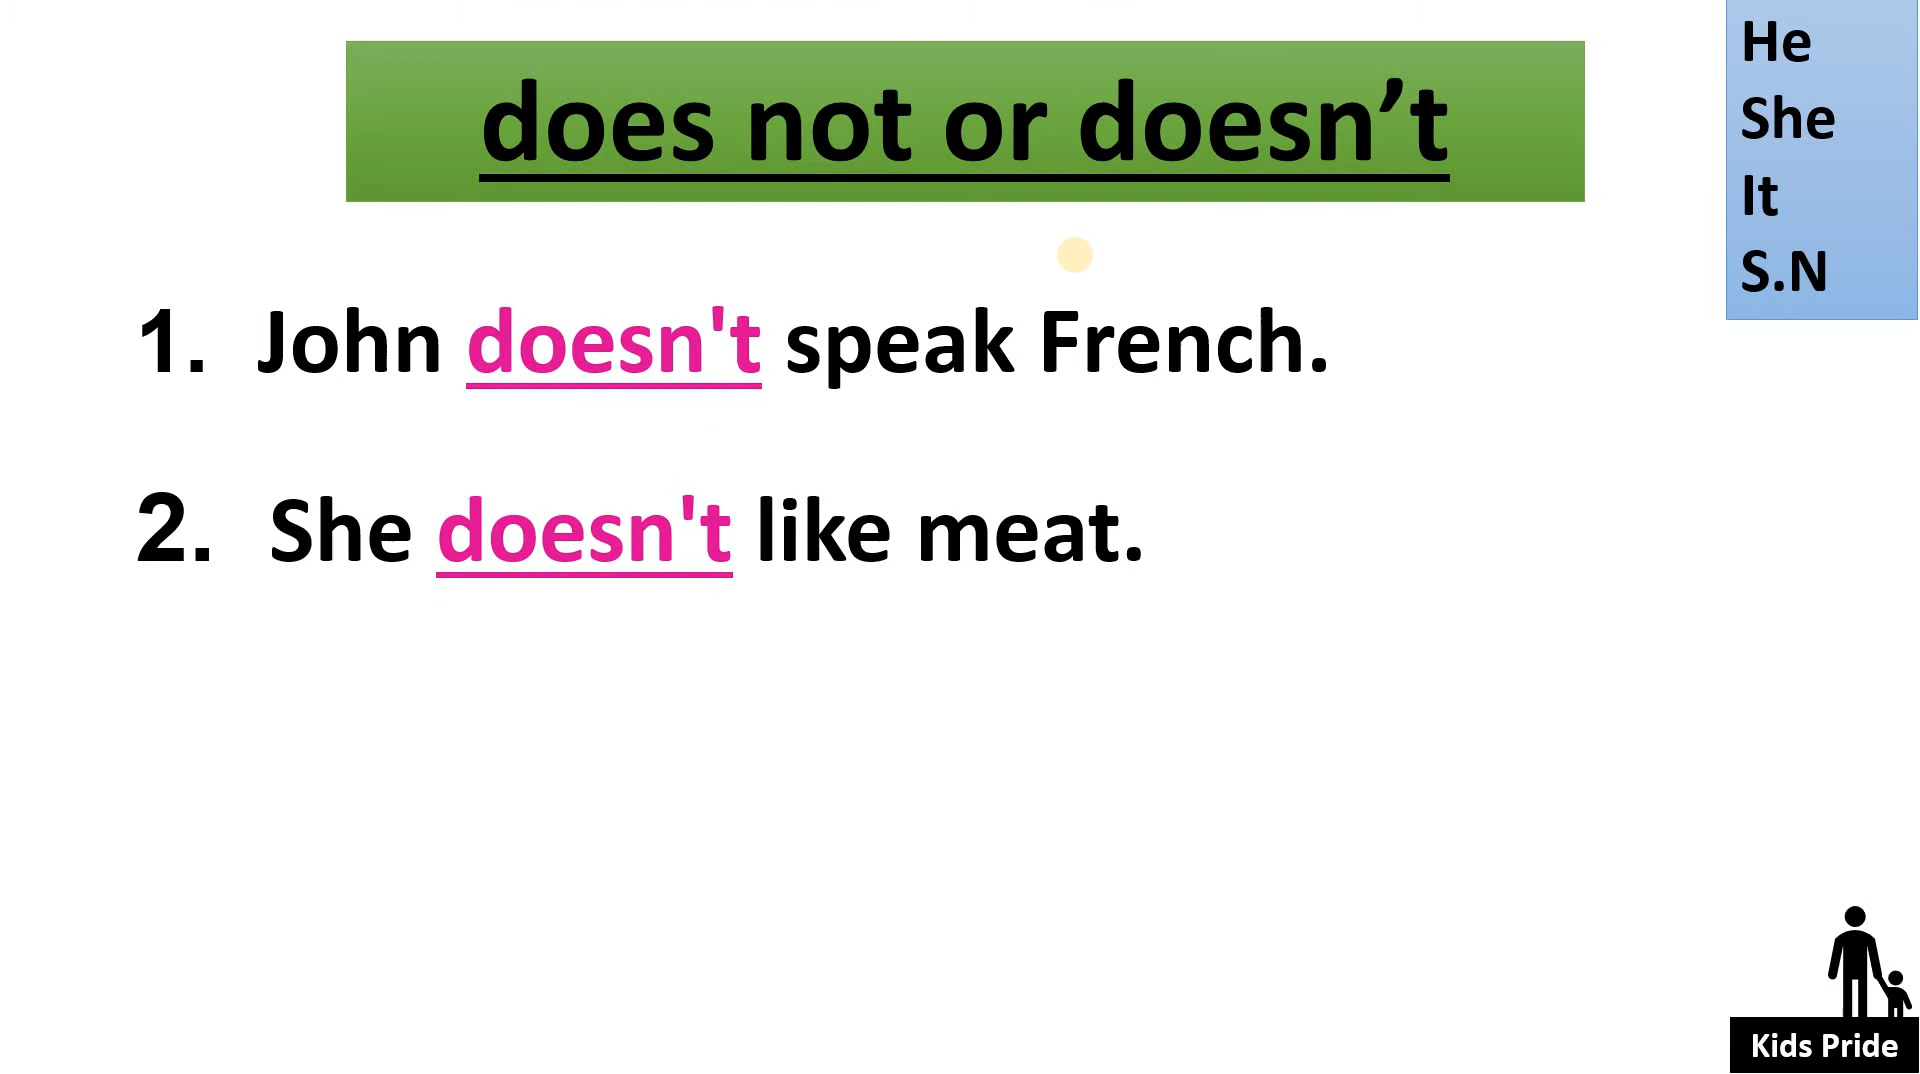 does not or doesn’t
He
She
It
S.N
1. John doesn't speak French.
2. She doesn't like meat.
Kids Pride